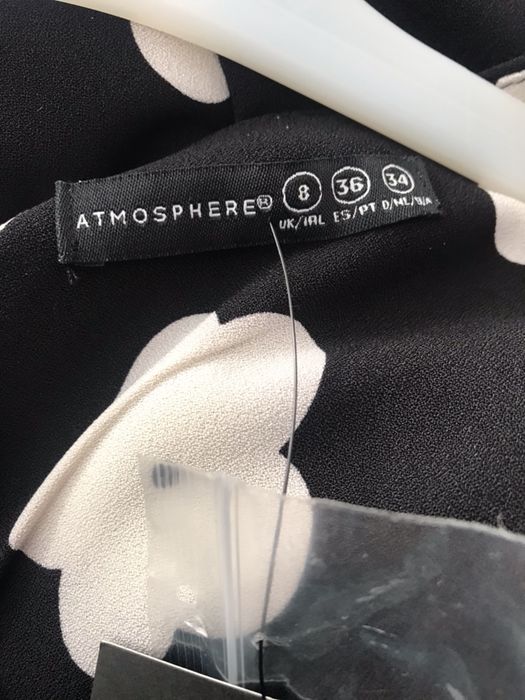 ATMOSPHERE® 8 36 34
UK/IRL ES/PT D/NL/B/A